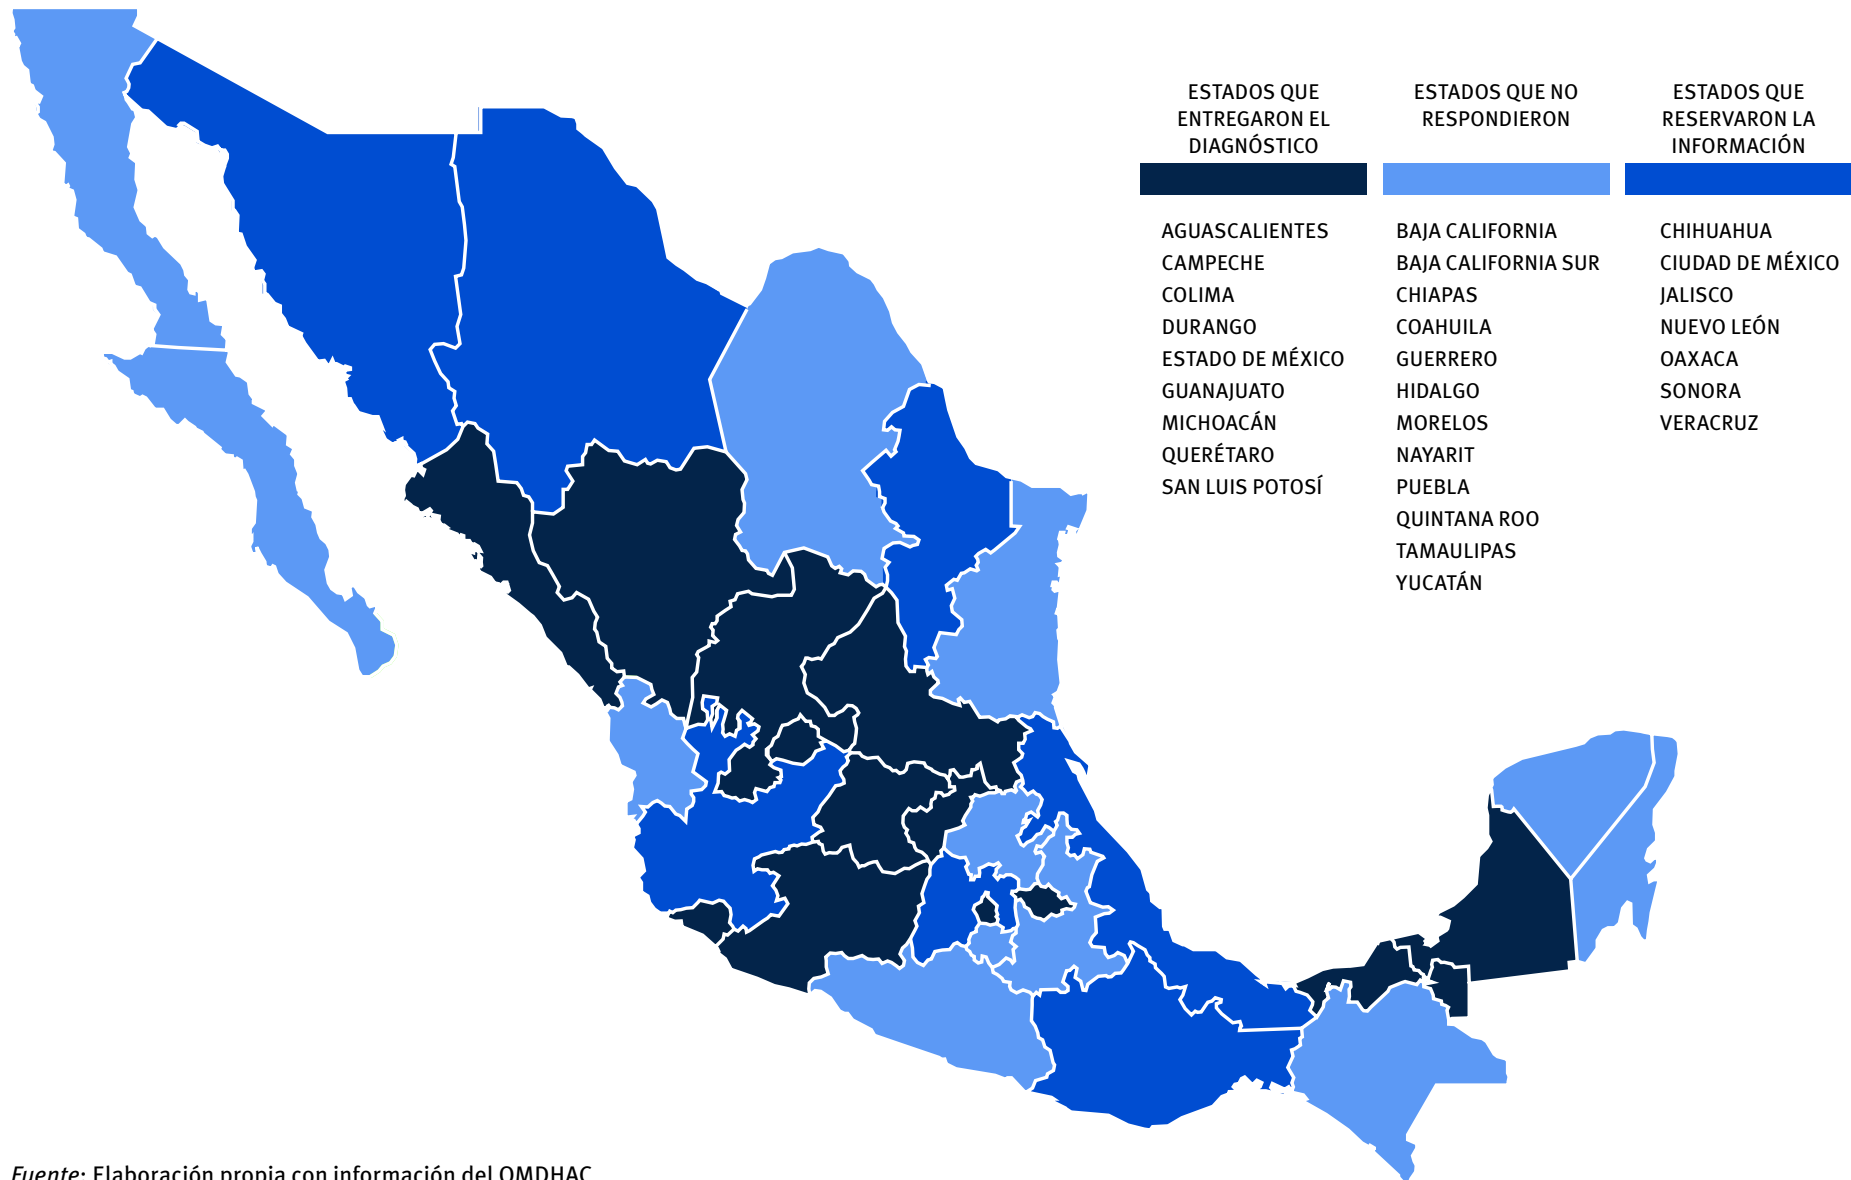 ESTADOS QUE
ENTREGARON EL
DIAGNÓSTICO
AGUASCALIENTES
CAMPECHE
COLIMA
DURANGO
ESTADO DE MÉXICO
GUANAJUATO
MICHOACÁN
QUERÉTARO
SAN LUIS POTOSÍ
ESTADOS QUE NO
RESPONDIERON
BAJA CALIFORNIA
BAJA CALIFORNIA SUR
CHIAPAS
COAHUILA
GUERRERO
HIDALGO
MORELOS
NAYARIT
PUEBLA
QUINTANA ROO
TAMAULIPAS
YUCATÁN
ESTADOS QUE
RESERVARON LA
INFORMACIÓN
CHIHUAHUA
CIUDAD DE MÉXICO
JALISCO
NUEVO LEÓN
OAXACA
SONORA
VERACRUZ
Fuente: Elaboración propia con información del OMDHAC